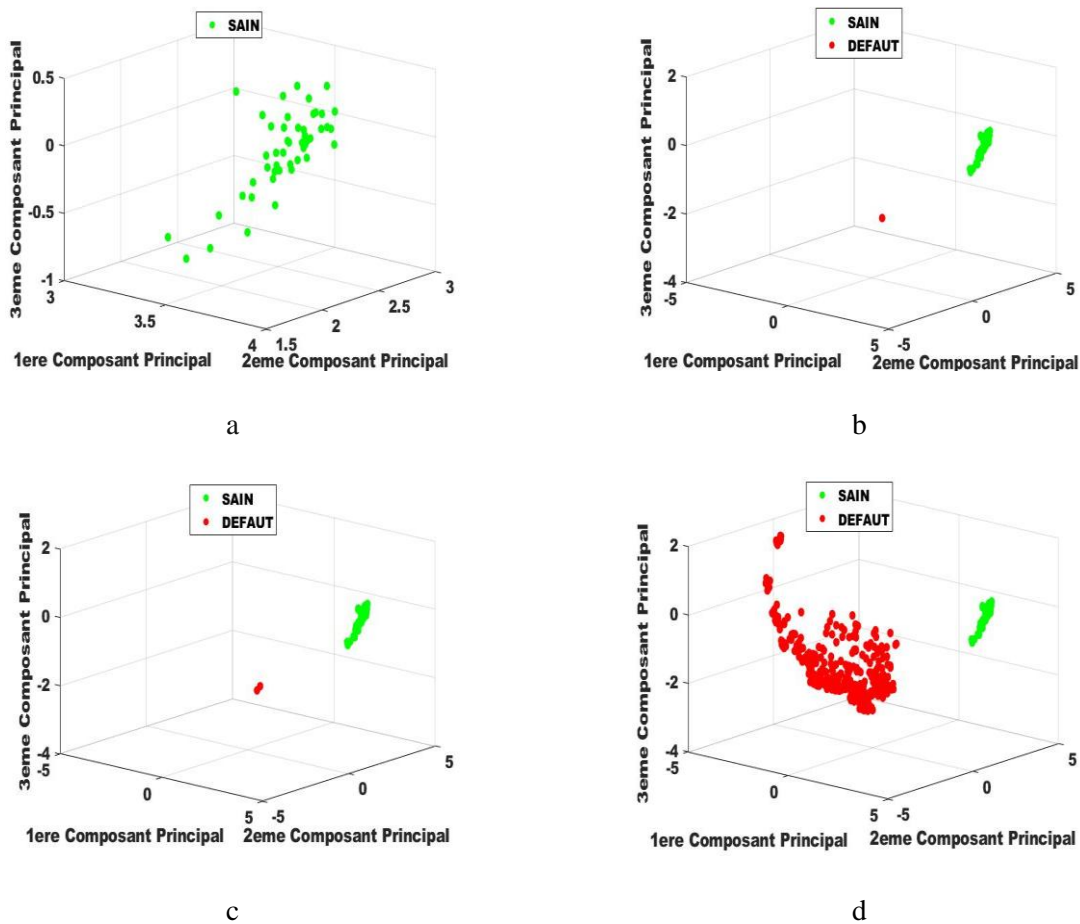 SAIN
0.5
0
-0.5
-1
3eme Composant Principal
3
3.5
4
1ere Composant Principal
1.5
2
2.5
3
2eme Composant Principal
a
SAIN
DEFAUT
2
0
-2
-4
3eme Composant Principal
-5
0
5
1ere Composant Principal
-5
0
5
2eme Composant Principal
b
SAIN
DEFAUT
2
0
-2
-4
3eme Composant Principal
-5
0
5
1ere Composant Principal
-5
0
5
2eme Composant Principal
c
SAIN
DEFAUT
2
0
-2
-4
3eme Composant Principal
-5
0
5
1ere Composant Principal
-5
0
5
2eme Composant Principal
d